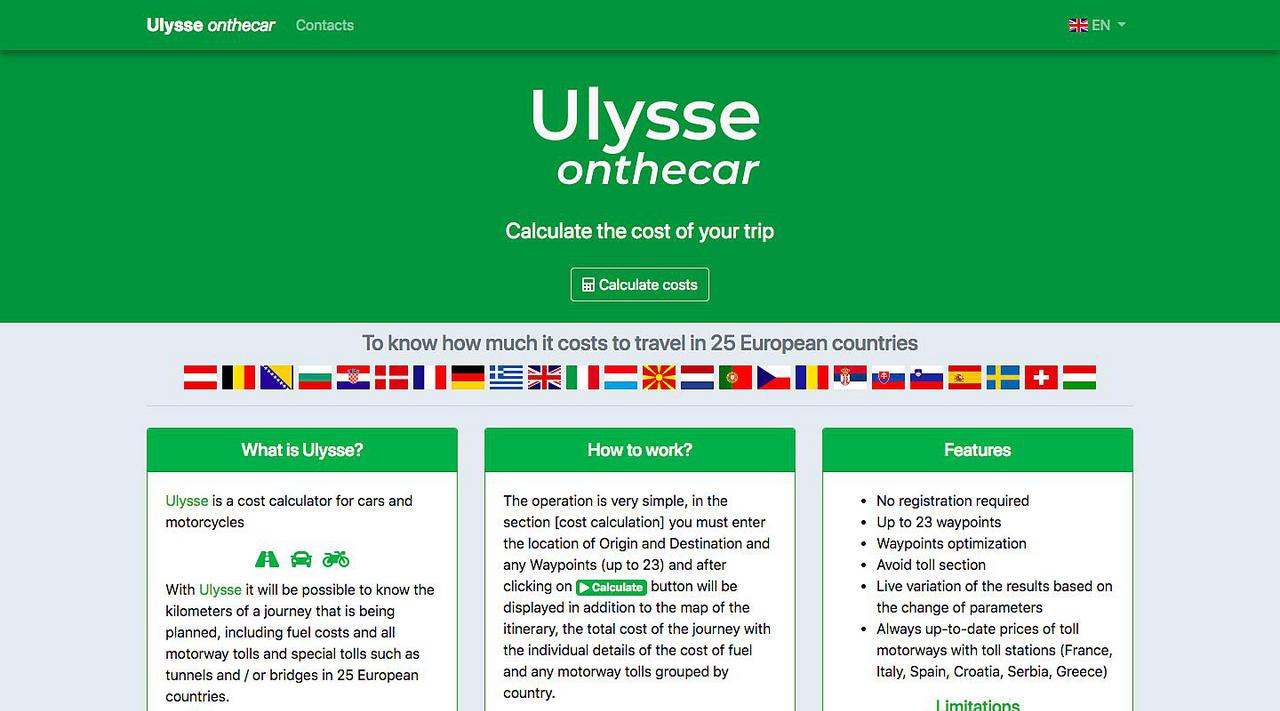 Ulysse onthecar Contacts EN
Ulysse
onthecar
Calculate the cost of your trip
Calculate costs
To know how much it costs to travel in 25 European countries
What is Ulysse?
Ulysse is a cost calculator for cars and
motorcycles
With Ulysse it will be possible to know the
kilometers of a journey that is being
planned, including fuel costs and all
motorway tolls and special tolls such as
tunnels and / or bridges in 25 European
countries.
How to work?
The operation is very simple, in the
section [cost calculation] you must enter
the location of Origin and Destination and
any Waypoints (up to 23) and after
clicking on Calculate button will be
displayed in addition to the map of the
itinerary, the total cost of the journey with
the individual details of the cost of fuel
and any motorway tolls grouped by
country.
Features
• No registration required
• Up to 23 waypoints
• Waypoints optimization
• Avoid toll section
• Live variation of the results based on
the change of parameters
• Always up-to-date prices of toll
motorways with toll stations (France,
Italy, Spain, Croatia, Serbia, Greece)
Limitations